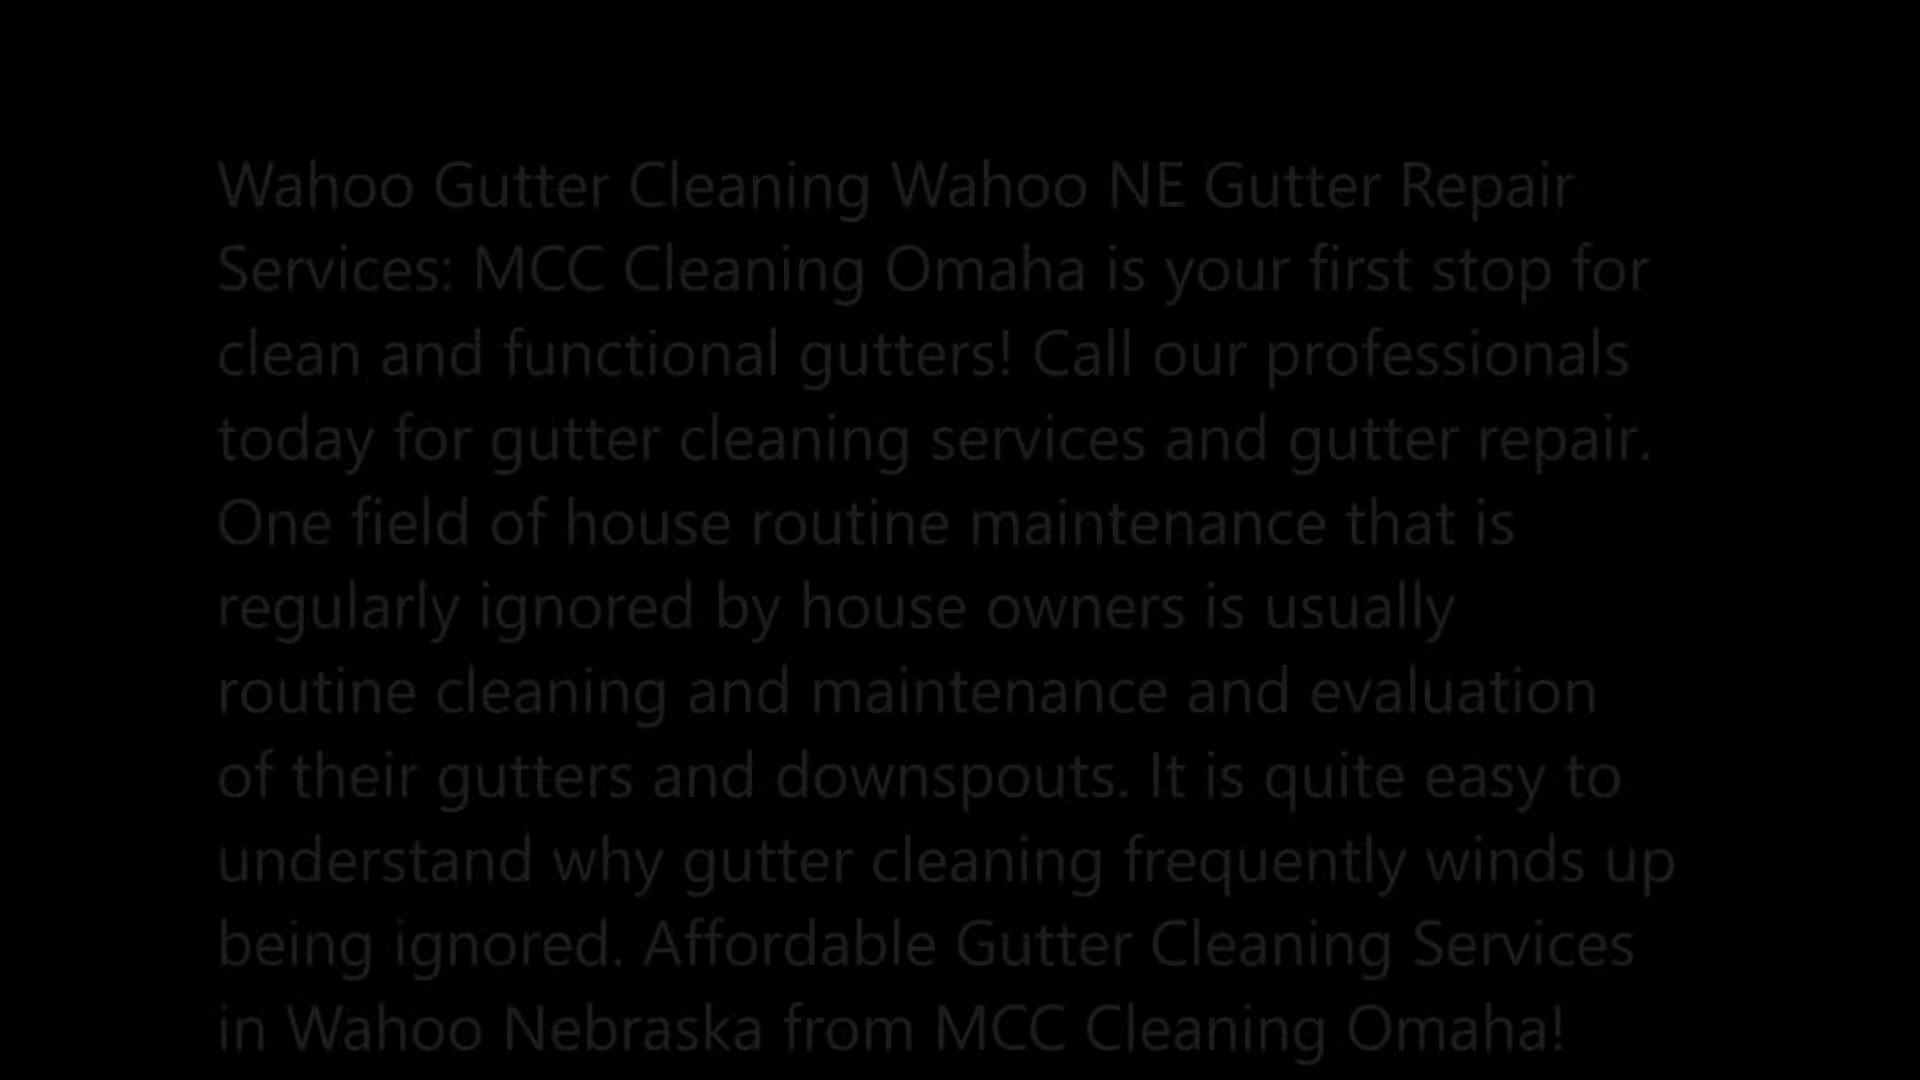 Wahoo Gutter Cleaning Wahoo NE Gutter Repair
Services: MCC Cleaning Omaha is your first stop for
clean and functional gutters! Call our professionals
today for gutter cleaning services and gutter repair.
One field of house routine maintenance that is
regularly ignored by house owners is usually
routine cleaning and maintenance and evaluation
of their gutters and downspouts. It is quite easy to
understand why gutter cleaning frequently winds up
being ignored. Affordable Gutter Cleaning Services
in Wahoo Nebraska from MCC Cleaning Omaha!